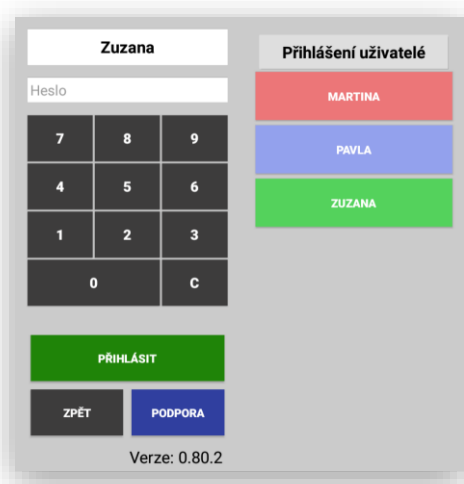 Zuzana
Heslo
7 8 9
4 5 6
1 2 3
0 C
PŘIHLÁSIT
ZPĚT PODPORA
Verze: 0.80.2
Přihlášení uživatelé
MARTINA
PAVLA
ZUZANA